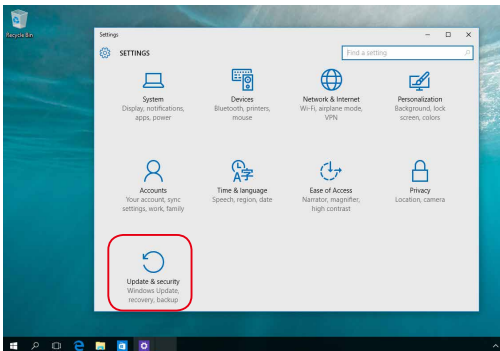 Recycle Bin
Settings
SETTINGS
Find a setting
System
Display, notifications,
apps, power
Devices
Bluetooth, printers,
mouse
Network & Internet
Wi-Fi, airplane mode,
VPN
Personalization
Background, lock
screen, colors
Accounts
Your account, sync
settings, work, family
Time & language
Speech, region, date
Ease of Access
Narrator, magnifier,
high contrast
Privacy
Location, camera
Update & security
Windows Update,
recovery, backup